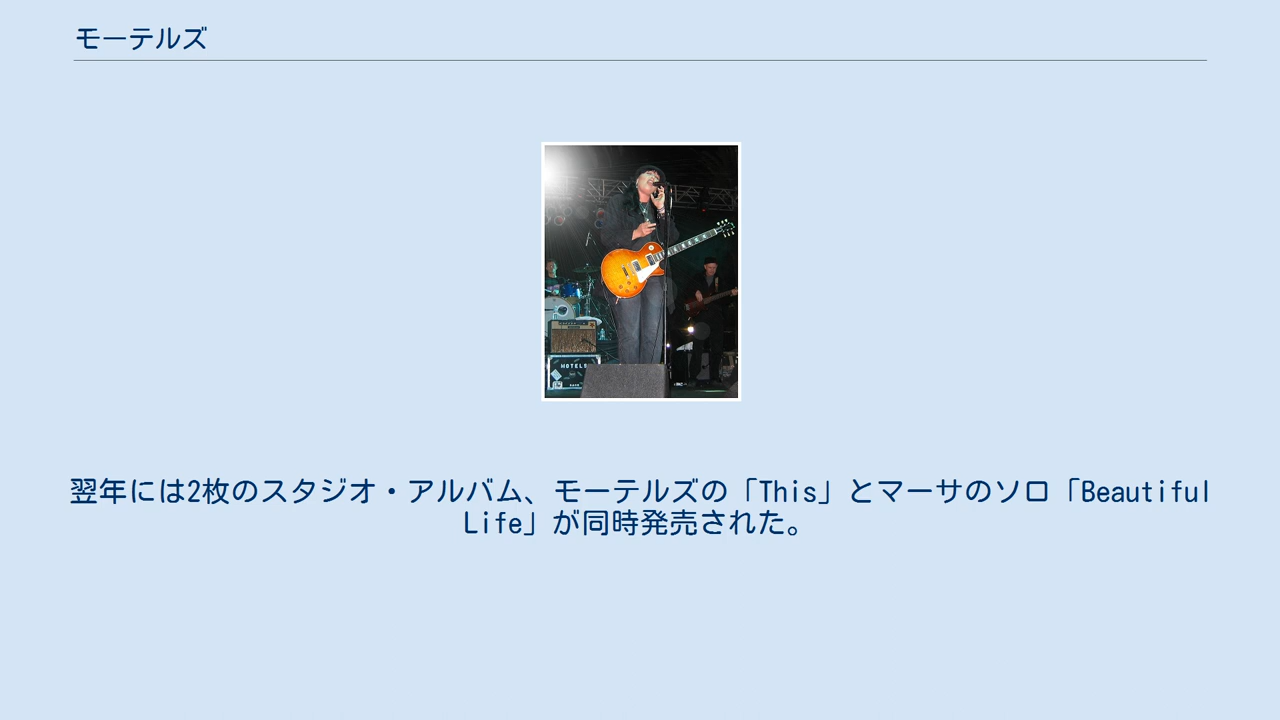 モーテルズ
MOTELS
翌年には2枚のスタジオ・アルバム、モーテルズの「This」とマーサのソロ「Beautiful
Life」が同時発売された。